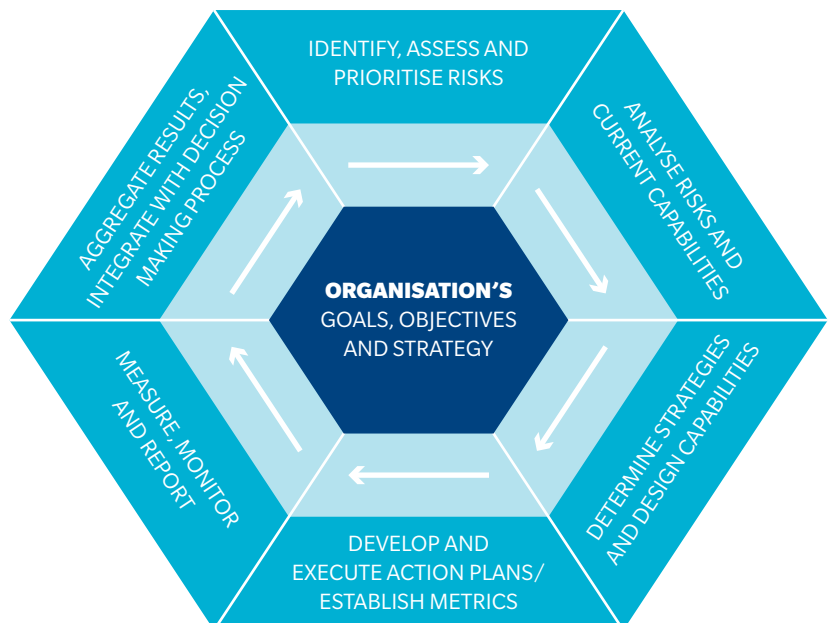 IDENTIFY, ASSESS AND
PRIORITISE RISKS
ANALYSE RISKS AND
CURRENT CAPABILITIES
DETERMINE STRATEGIES
AND DESIGN CAPABILITIES
DEVELOP AND
EXECUTE ACTION PLANS/
ESTABLISH METRICS
MEASURE, MONITOR
AND REPORT
AGGREGATE RESULTS,
INTEGRATE WITH DECISION
MAKING PROCESS
ORGANISATION'S
GOALS, OBJECTIVES
AND STRATEGY